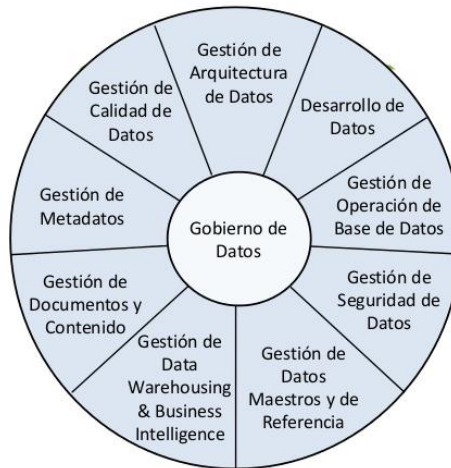 Gestión de
Arquitectura
de Datos
Desarrollo de
Datos
Gestión de
Operación de
Base de Datos
Gestión de
Seguridad de
Datos
Gestión de
Datos
Maestros y de
Referencia
Gestión de
Data
Warehousing
& Business
Intelligence
Gestión de
Documentos y
Contenido
Gestión de
Metadatos
Gestión de
Calidad de
Datos
Gobierno de
Datos